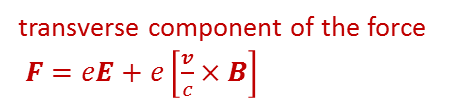 transverse component of the force
F = eE + e [v/c × B]